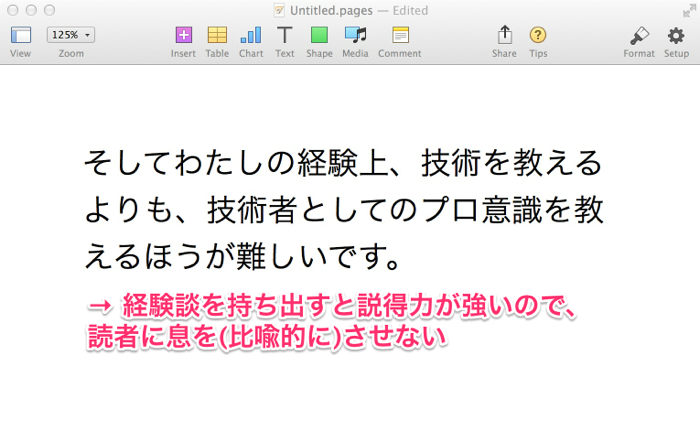 Untitled.pages — Edited
125%
View Zoom Insert Table Chart Text Shape Media Comment Share Tips Format Setup
そしてわたしの経験上、技術を教える
よりも、技術者としてのプロ意識を教
えるほうが難しいです。
→ 経験談を持ち出すと説得力が強いので、
読者に息を(比喩的に)させない